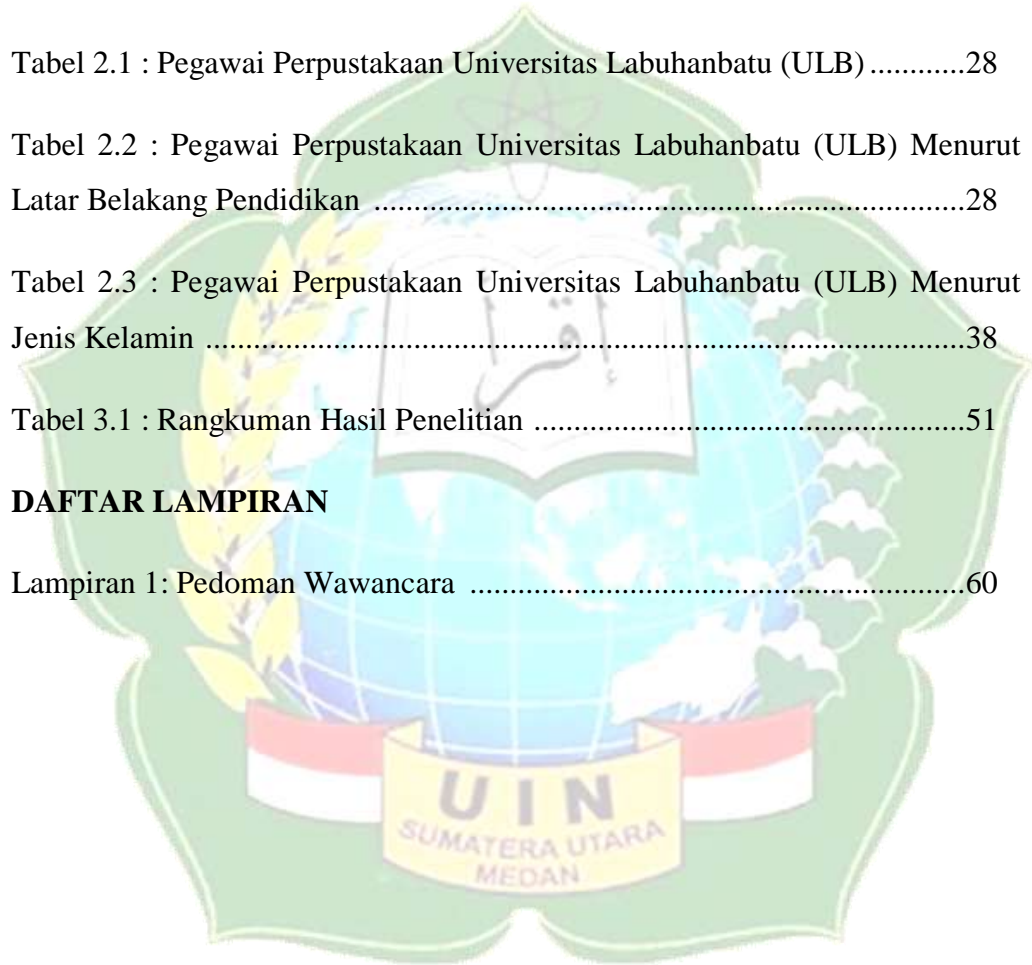 Tabel 2.1 : Pegawai Perpustakaan Universitas Labuhanbatu (ULB) ............28
Tabel 2.2 : Pegawai Perpustakaan Universitas Labuhanbatu (ULB) Menurut
Latar Belakang Pendidikan ..........................................................................28
Tabel 2.3 : Pegawai Perpustakaan Universitas Labuhanbatu (ULB) Menurut
Jenis Kelamin ...............................................................................................38
Tabel 3.1 : Rangkuman Hasil Penelitian ......................................................51
DAFTAR LAMPIRAN
Lampiran 1: Pedoman Wawancara ..............................................................60
إقرأ
UIN
SUMATERA UTARA
MEDAN